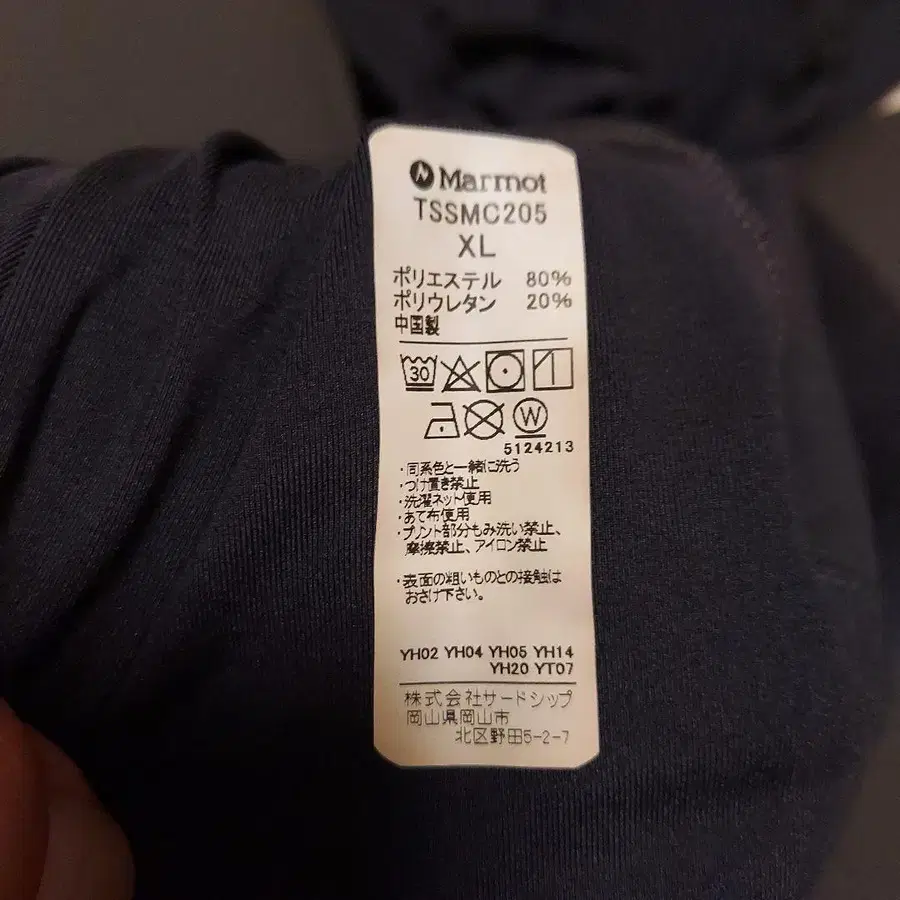 Marmot
TSSMC205
XL
ポリエステル 80%
ポリウレタン 20%
中国製
30
W
5124213
・同系色と一緒に洗う
・つけ置き禁止
・洗濯ネット使用
・あて布使用
・プリント部分もみ洗い禁止、
摩擦禁止、アイロン禁止
・表面の粗いものとの接触は
おさけ下さい。
YH02 YH04 YH05 YH14
YH20 YT07
株式会社サードシップ
岡山県岡山市
北区野田5-2-7